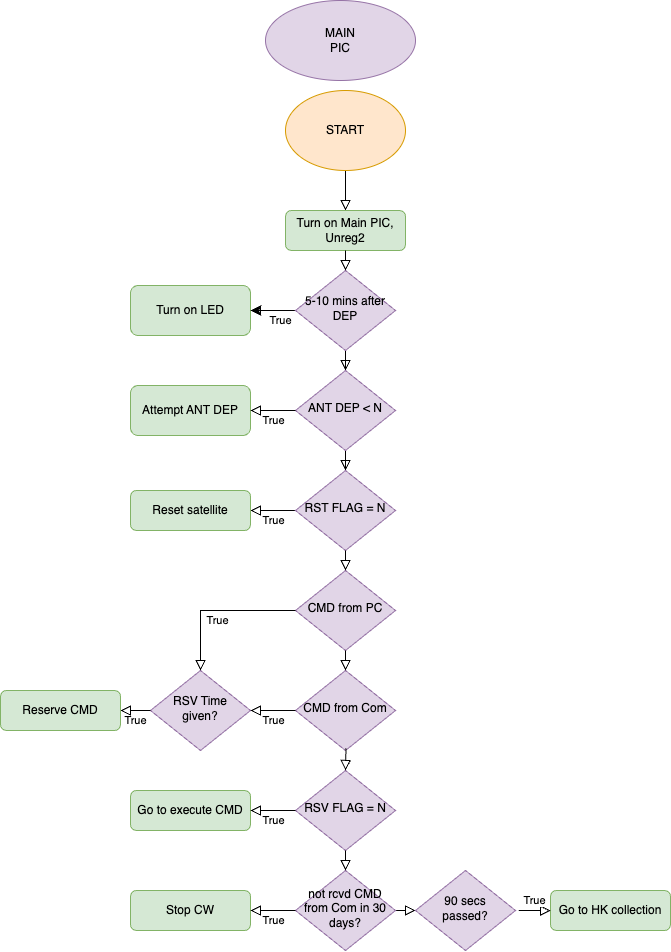 MAIN
PIC
START
Turn on Main PIC,
Unreg2
5-10 mins after
DEP
True
Turn on LED
ANT DEP < N
True
Attempt ANT DEP
RST FLAG = N
True
Reset satellite
CMD from PC
True
CMD from Com
True
RSV Time
given?
True
Reserve CMD
RSV FLAG = N
True
Go to execute CMD
not rcvd CMD
from Com in 30
days?
True
Stop CW
90 secs
passed?
True
Go to HK collection